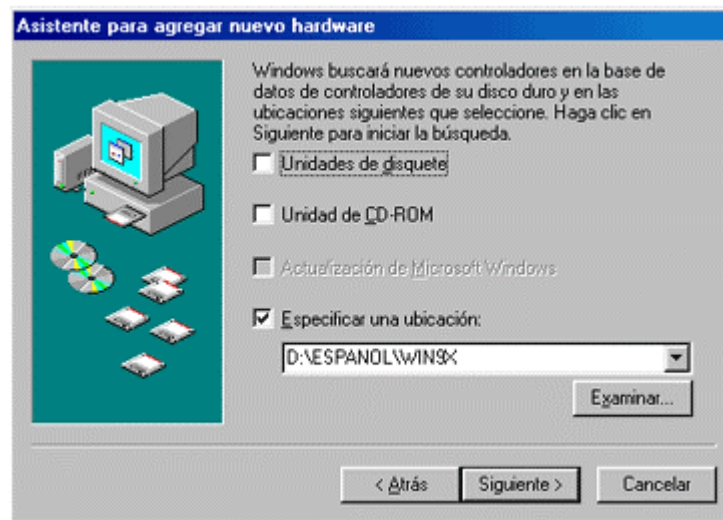 Asistente para agregar nuevo hardware
Windows buscará nuevos controladores en la base de
datos de controladores de su disco duro y en las
ubicaciones siguientes que seleccione. Haga clic en
Siguiente para iniciar la búsqueda.
Unidades de disquete
Unidad de CD-ROM
Actualización de Microsoft Windows
Especificar una ubicación:
D:\ESPANOL\WIN9X
Examinar...
< Atrás
Siguiente >
Cancelar